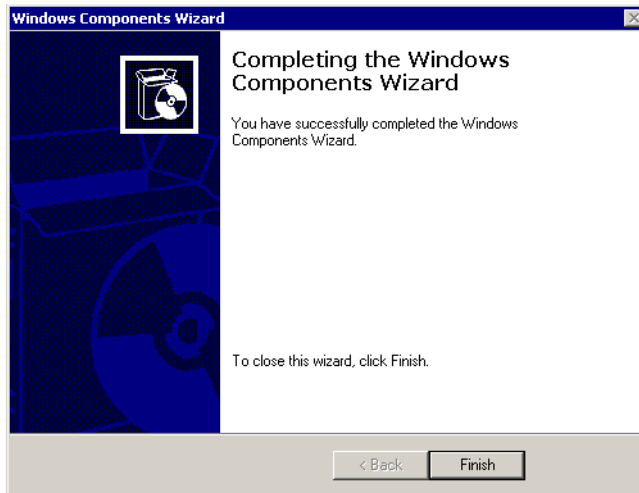 Windows Components Wizard
Completing the Windows
Components Wizard
You have successfully completed the Windows
Components Wizard.
To close this wizard, click Finish.
< Back
Finish